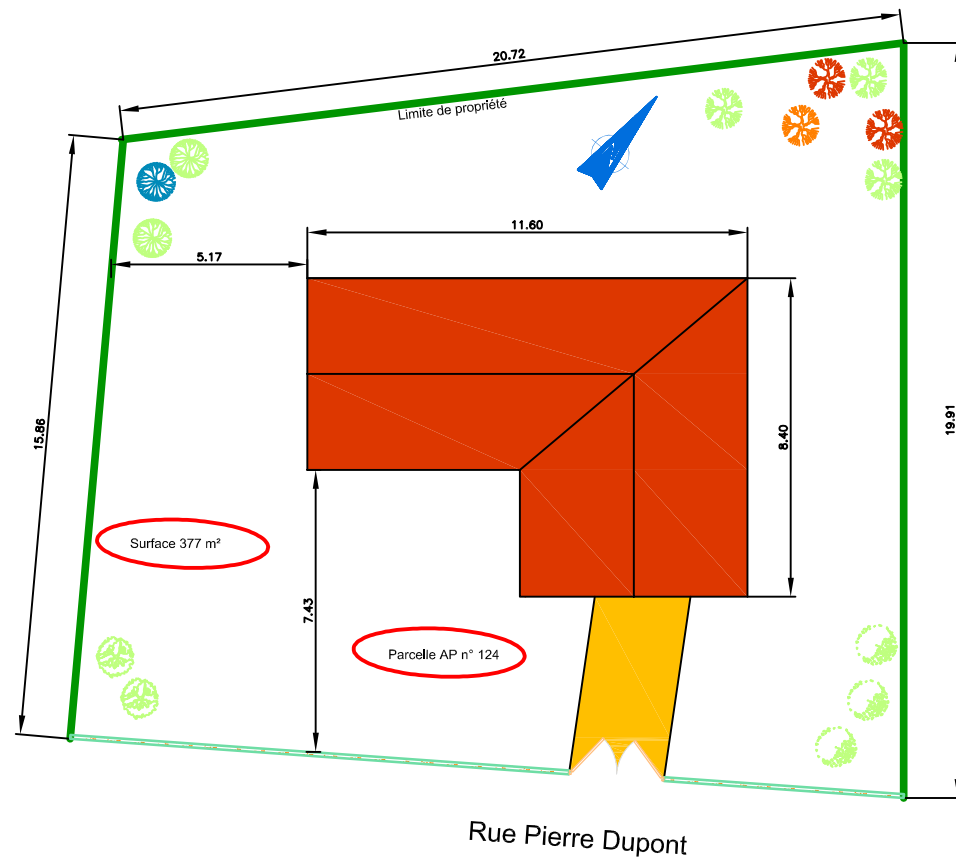 20.72
Limite de propriété
11.60
5.17
15.86
8.40
19.91
Surface 377 m²
7.43
Parcelle AP n° 124
Rue Pierre Dupont